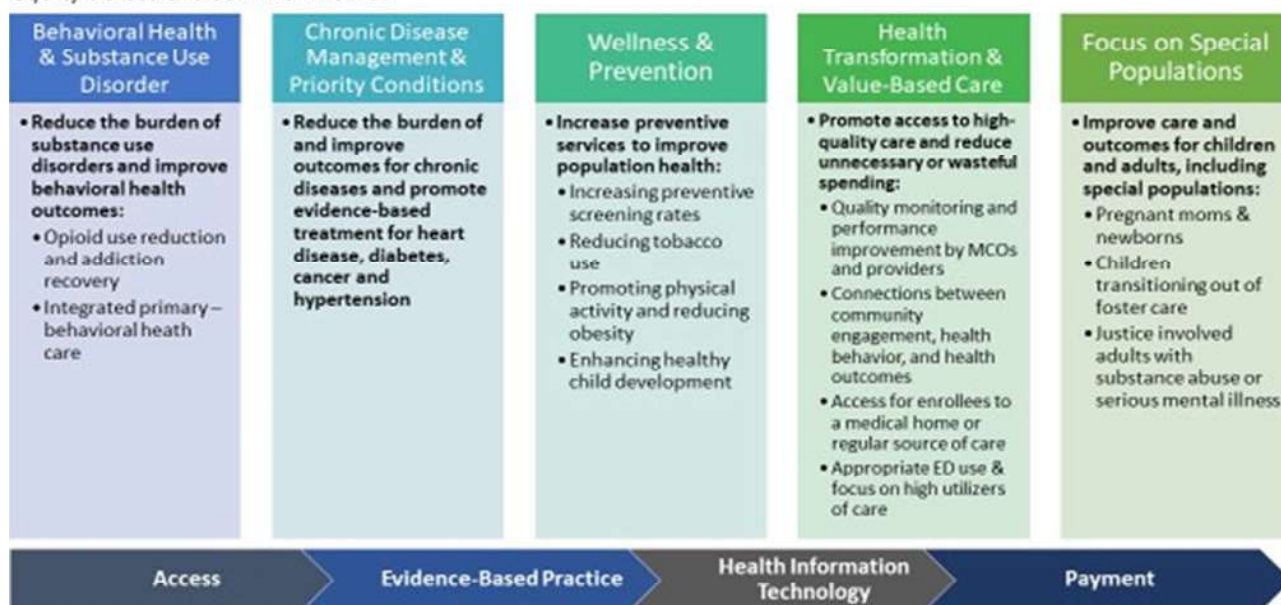 Behavioral Health
& Substance Use
Disorder
• Reduce the burden of
substance use
disorders and improve
behavioral health
outcomes:
• Opioid use reduction
and addiction
recovery
• Integrated primary –
behavioral heath
care
Chronic Disease
Management &
Priority Conditions
• Reduce the burden of
and improve
outcomes for chronic
diseases and promote
evidence-based
treatment for heart
disease, diabetes,
cancer and
hypertension
Wellness &
Prevention
• Increase preventive
services to improve
population health:
• Increasing preventive
screening rates
• Reducing tobacco
use
• Promoting physical
activity and reducing
obesity
• Enhancing healthy
child development
Health
Transformation &
Value-Based Care
• Promote access to high-
quality care and reduce
unnecessary or wasteful
spending:
• Quality monitoring and
performance
improvement by MCOs
and providers
• Connections between
community
engagement, health
behavior, and health
outcomes
• Access for enrollees to
a medical home or
regular source of care
• Appropriate ED use &
focus on high utilizers
of care
Focus on Special
Populations
• Improve care and
outcomes for children
and adults, including
special populations:
• Pregnant moms &
newborns
• Children
transitioning out of
foster care
• Justice involved
adults with
substance abuse or
serious mental illness
Access
Evidence-Based Practice
Health Information
Technology
Payment